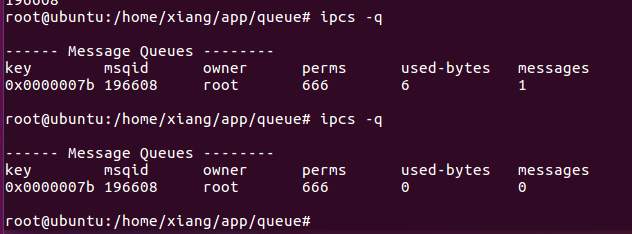 196608
root@ubuntu:/home/xiang/app/queue# ipcs -q
------ Message Queues --------
key msqid owner perms used-bytes messages
0x0000007b 196608 root 666 6 1
root@ubuntu:/home/xiang/app/queue# ipcs -q
------ Message Queues --------
key msqid owner perms used-bytes messages
0x0000007b 196608 root 666 0 0
root@ubuntu:/home/xiang/app/queue#